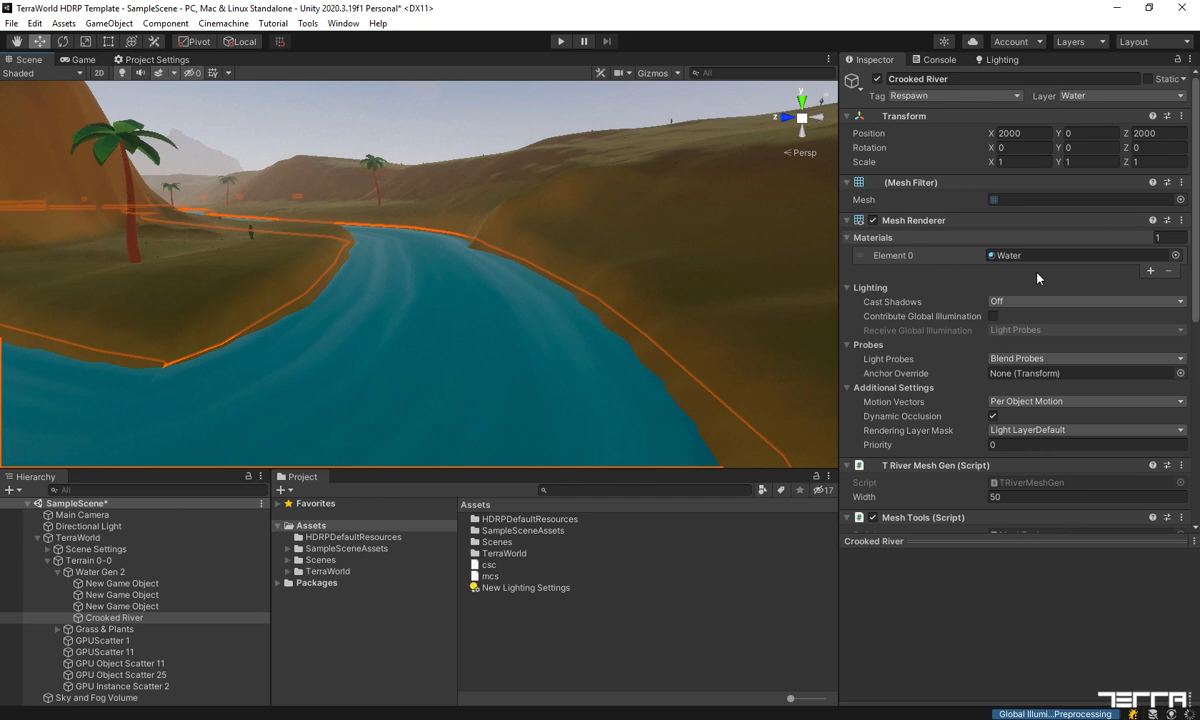 TerraWorld HDRP Template - SampleScene - PC, Mac & Linux Standalone - Unity 2020.3.19f1 Personal* <DX11>
File Edit Assets GameObject Component Cinemachine Tutorial Tools Window Help
Pivot Local Account Layers Layout
Scene Game Project Settings
Shaded 2D 0 Gizmos All
y
z
Persp
Inspector Console Lighting
Crooked River Static
Tag Respawn Layer Water
Transform
Position X 2000 Y 0 Z 2000
Rotation X 0 Y 0 Z 0
Scale X 1 Y 1 Z 1
(Mesh Filter)
Mesh
Mesh Renderer
Materials 1
Element 0 Water
Lighting
Cast Shadows Off
Contribute Global Illumination
Receive Global Illumination Light Probes
Probes
Light Probes Blend Probes
Anchor Override None (Transform)
Additional Settings
Motion Vectors Per Object Motion
Dynamic Occlusion
Rendering Layer Mask Light LayerDefault
Priority 0
T River Mesh Gen (Script)
Script TRiverMeshGen
Width 50
Mesh Tools (Script)
Crooked River
Hierarchy
All
SampleScene*
Main Camera
Directional Light
TerraWorld
Scene Settings
Terrain 0-0
Water Gen 2
New Game Object
New Game Object
New Game Object
Crooked River
Grass & Plants
GPUScatter 1
GPUScatter 11
GPU Object Scatter 11
GPU Object Scatter 25
GPU Instance Scatter 2
Sky and Fog Volume
Project
17
Favorites
Assets
HDRPDefaultResources
SampleSceneAssets
Scenes
TerraWorld
Packages
Assets
HDRPDefaultResources
SampleSceneAssets
Scenes
TerraWorld
csc
mcs
New Lighting Settings
TERRA
Global Illumi...Preprocessing